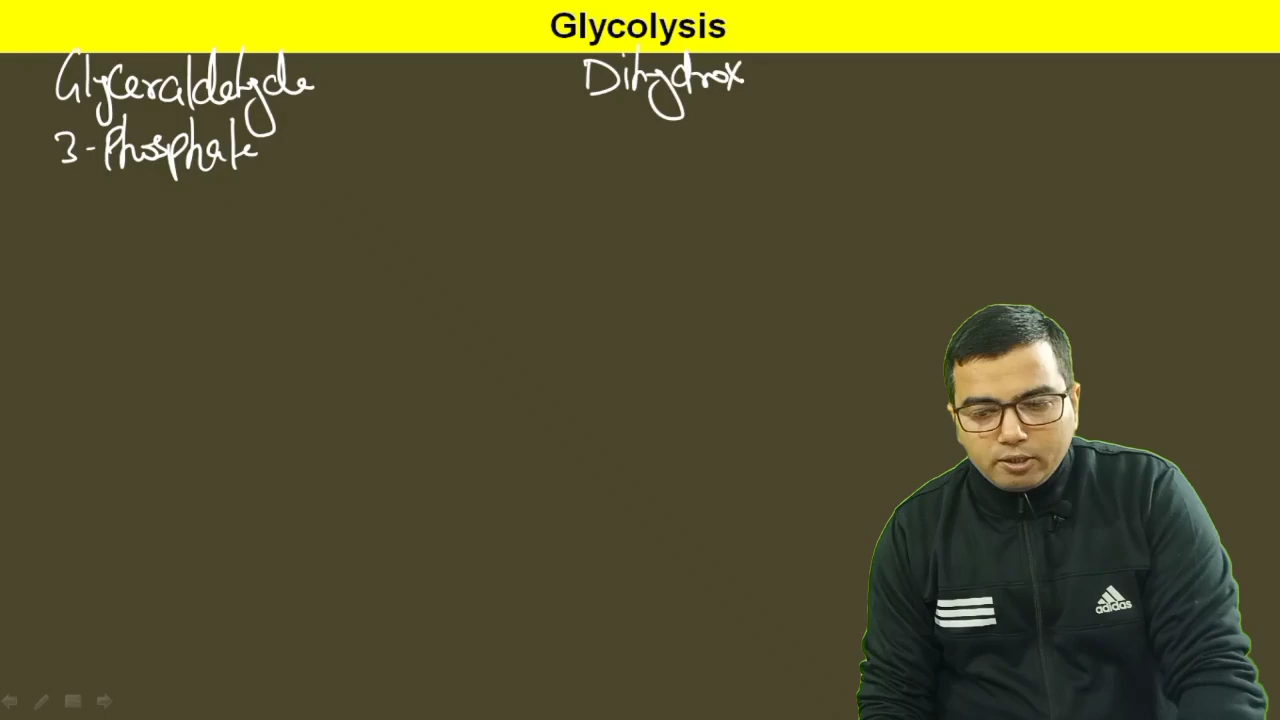 Glycolysis
Glyceraldehyde
3-Phosphate
Dihydrox
adidas